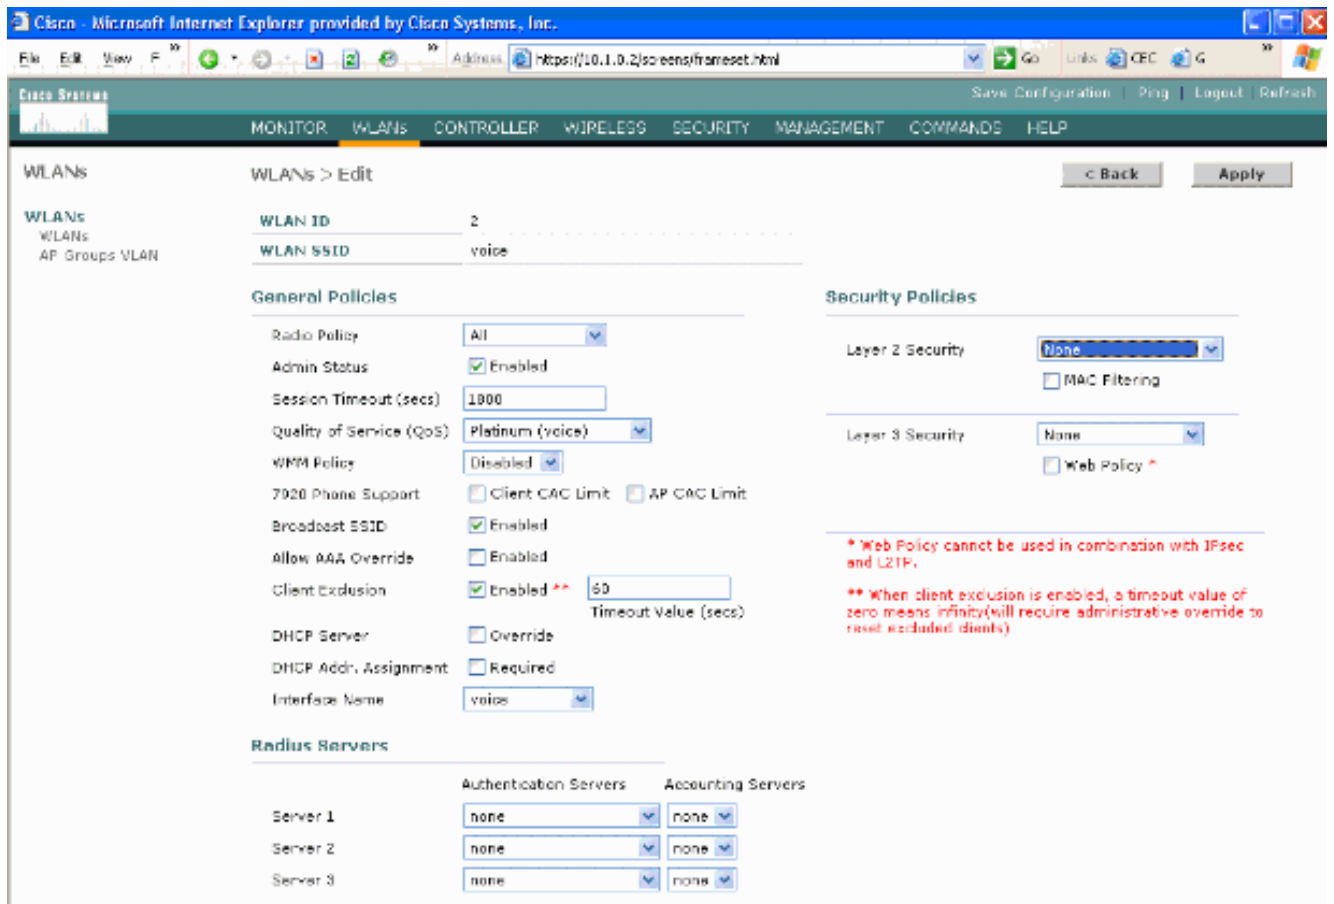 Cisco - Microsoft Internet Explorer provided by Cisco Systems, Inc.
File Edit View F » Address https://10.1.0.2/screens/frameset.html Go Links CEC G »
Cisco Systems
Save Configuration | Ping | Logout | Refresh
MONITOR WLANs CONTROLLER WIRELESS SECURITY MANAGEMENT COMMANDS HELP
WLANs
WLANs > Edit
< Back
Apply
WLANs
WLANs
AP Groups VLAN
WLAN ID 2
WLAN SSID voice
General Policies
Radio Policy All
Admin Status Enabled
Session Timeout (secs) 1800
Quality of Service (QoS) Platinum (voice)
WMM Policy Disabled
7920 Phone Support Client CAC Limit AP CAC Limit
Broadcast SSID Enabled
Allow AAA Override Enabled
Client Exclusion Enabled ** 60
Timeout Value (secs)
DHCP Server Override
DHCP Addr. Assignment Required
Interface Name voice
Security Policies
Layer 2 Security None
MAC Filtering
Layer 3 Security None
Web Policy *
* Web Policy cannot be used in combination with IPsec
and L2TP.
** When client exclusion is enabled, a timeout value of
zero means infinity(will require administrative override to
reset excluded clients)
Radius Servers
Authentication Servers Accounting Servers
Server 1 none none
Server 2 none none
Server 3 none none